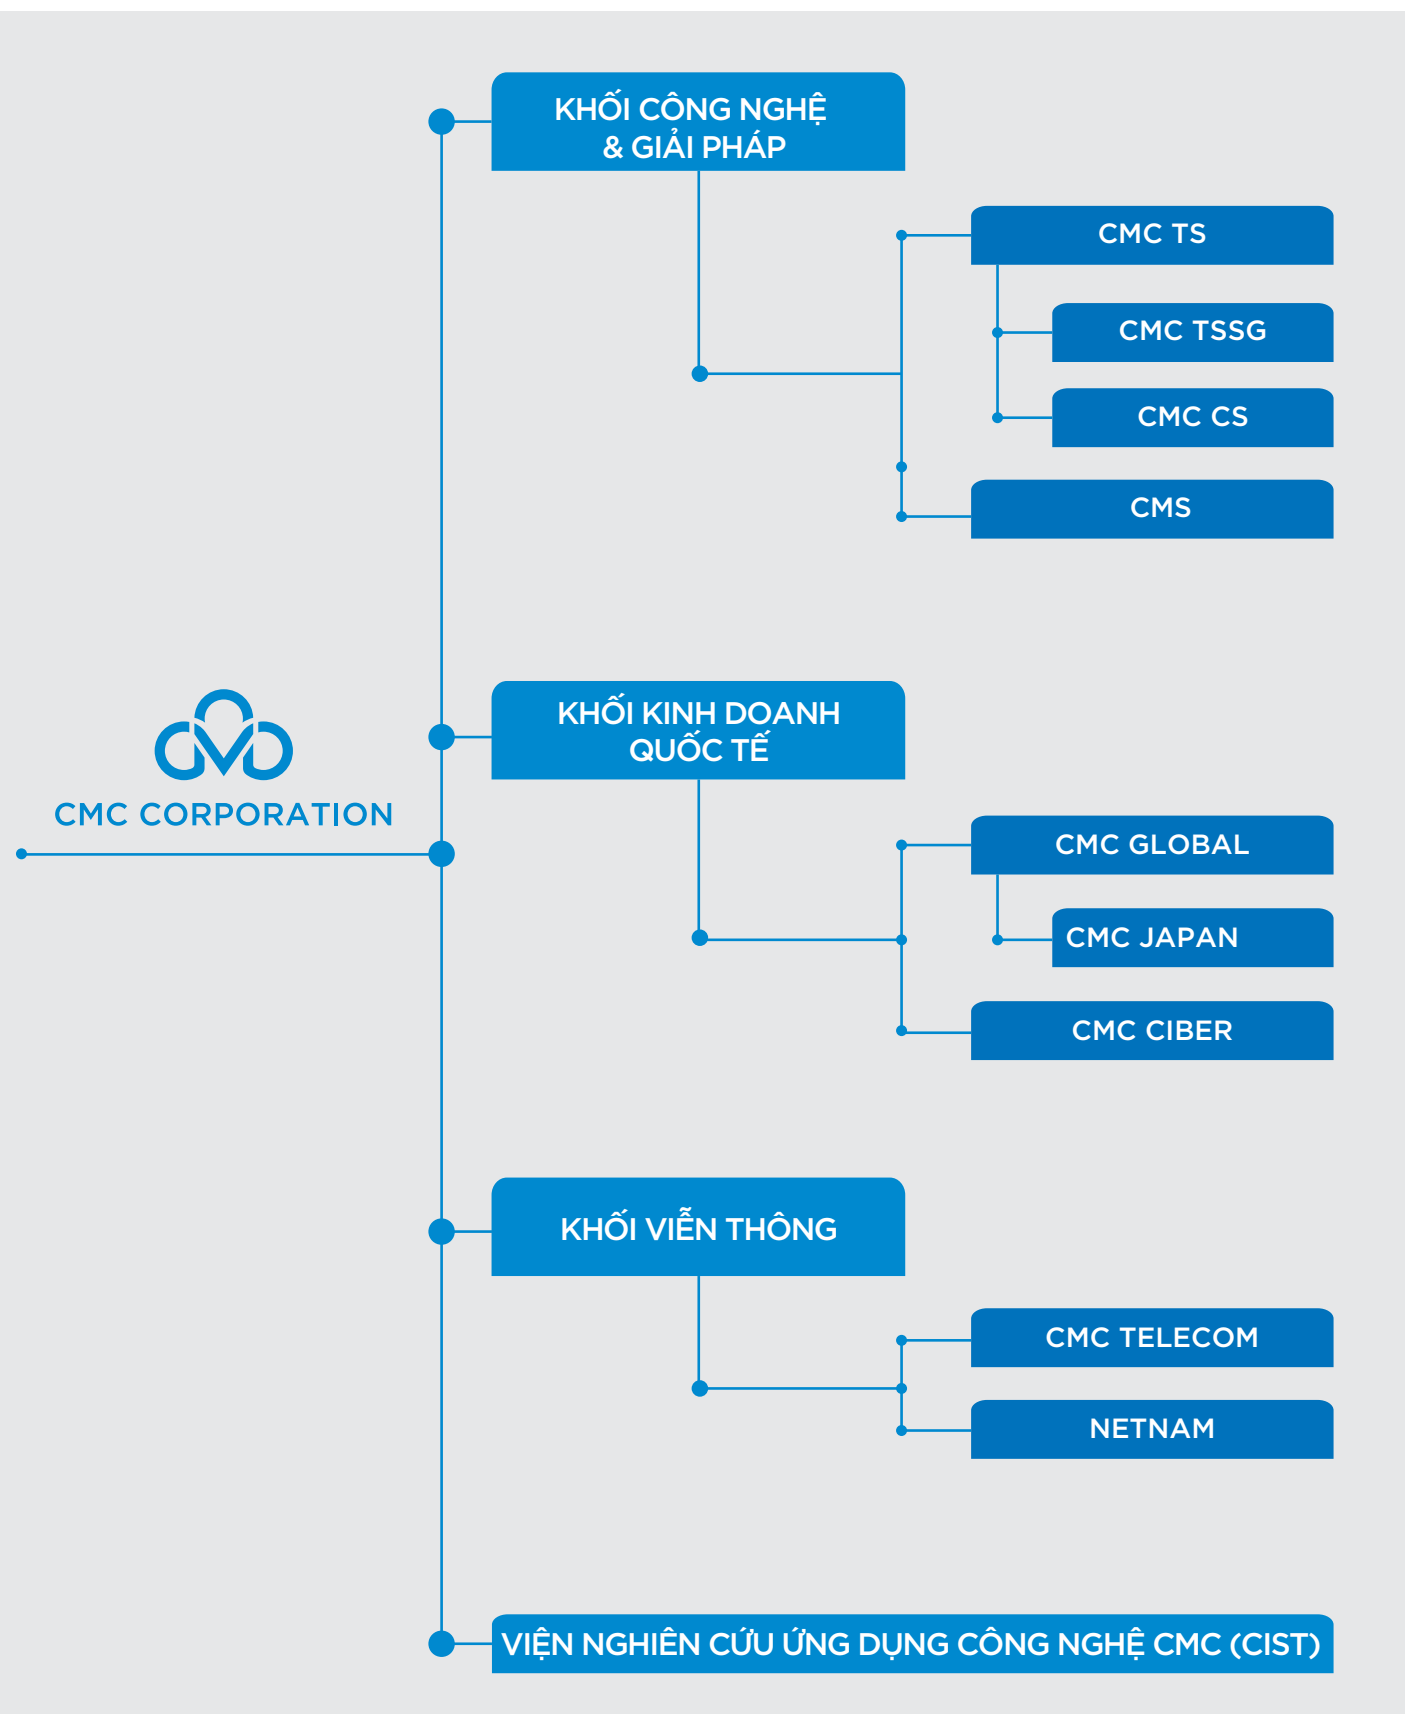 KHỐI CÔNG NGHỆ
& GIẢI PHÁP
CMC TS
CMC TSSG
CMC CS
CMS
CMC CORPORATION
KHỐI KINH DOANH
QUỐC TẾ
CMC GLOBAL
CMC JAPAN
CMC CIBER
KHỐI VIỄN THÔNG
CMC TELECOM
NETNAM
VIỆN NGHIÊN CỨU ỨNG DỤNG CÔNG NGHỆ CMC (CIST)